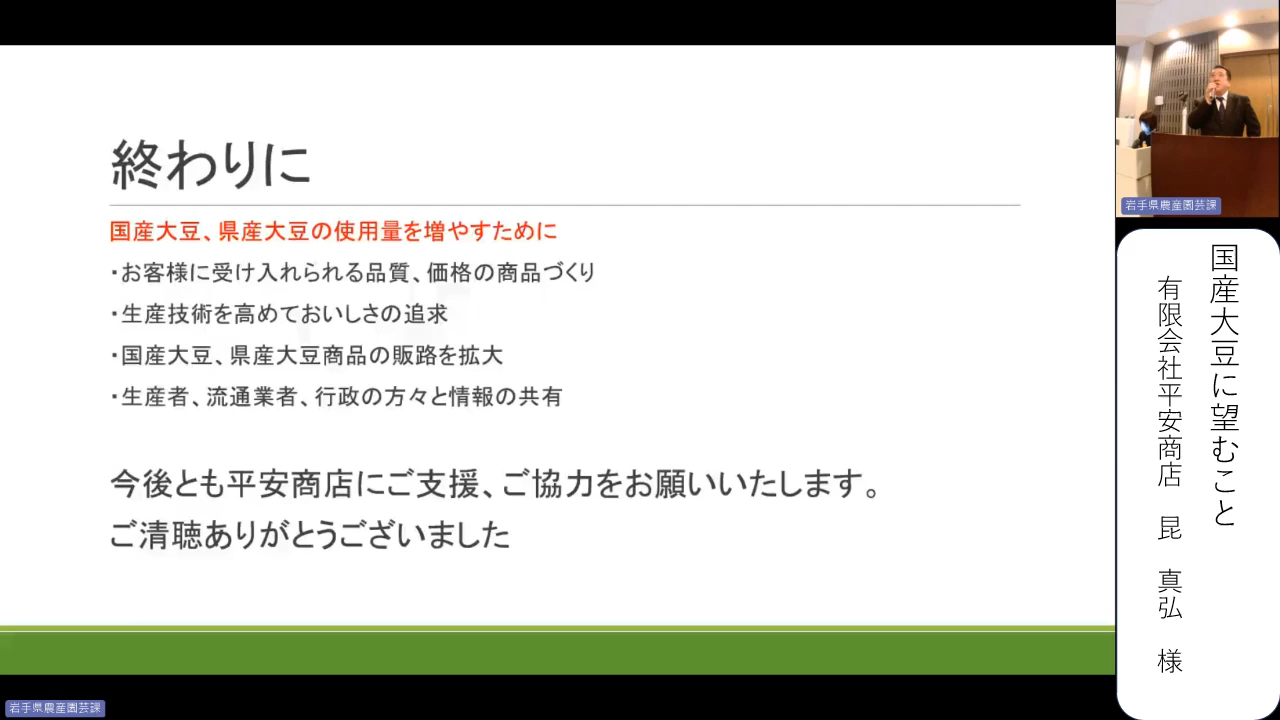 終わりに
国産大豆、県産大豆の使用量を増やすために
・お客様に受け入れられる品質、価格の商品づくり
・生産技術を高めておいしさの追求
・国産大豆、県産大豆商品の販路を拡大
・生産者、流通業者、行政の方々と情報の共有
今後とも平安商店にご支援、ご協力をお願いいたします。
ご清聴ありがとうございました
岩手県農産園芸課
岩手県農産園芸課
国産大豆に望むこと
有限会社平安商店 昆 真弘 様